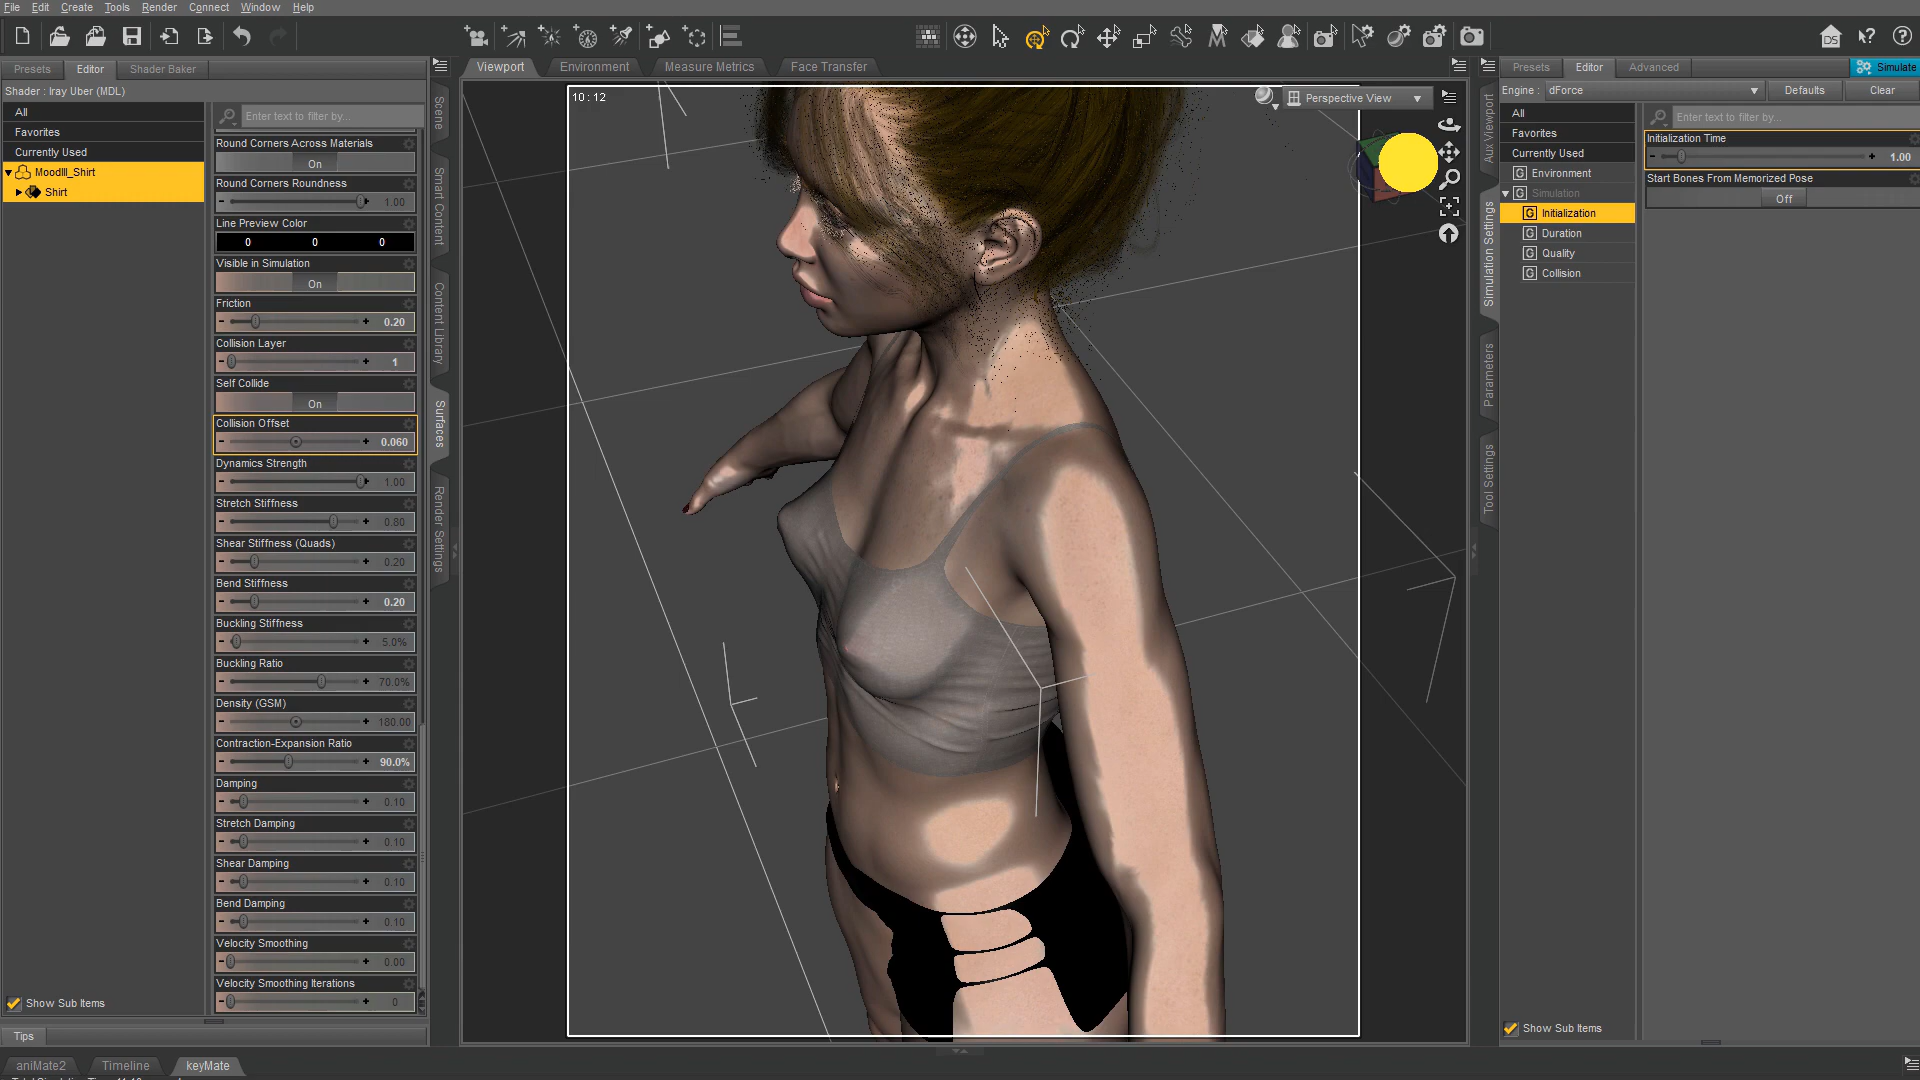 File Edit Create Tools Render Connect Window Help
Presets Editor Shader Baker
Shader : Iray Uber (MDL)
All
Favorites
Currently Used
MoodIII_Shirt
Shirt
Show Sub Items
Tips
Enter text to filter by...
Round Corners Across Materials
On
Round Corners Roundness
- + 1.00
Line Preview Color
0 0 0
Visible in Simulation
On
Friction
- + 0.20
Collision Layer
- + 1
Self Collide
On
Collision Offset
- + 0.060
Dynamics Strength
- + 1.00
Stretch Stiffness
- + 0.80
Shear Stiffness (Quads)
- + 0.20
Bend Stiffness
- + 0.20
Buckling Stiffness
- + 5.0%
Buckling Ratio
- + 70.0%
Density (GSM)
- + 180.00
Contraction-Expansion Ratio
- + 90.0%
Damping
- + 0.10
Stretch Damping
- + 0.10
Shear Damping
- + 0.10
Bend Damping
- + 0.10
Velocity Smoothing
- + 0.00
Velocity Smoothing Iterations
- + 0
Scene
Smart Content
Content Library
Surfaces
Render Settings
Viewport Environment Measure Metrics Face Transfer
10 : 12
Perspective View
DS
Aux Viewport
Simulation Settings
Parameters
Tool Settings
Presets Editor Advanced Simulate
Engine : dForce Defaults Clear
All
Favorites
Currently Used
G Environment
G Simulation
G Initialization
G Duration
G Quality
G Collision
Show Sub Items
Enter text to filter by...
Initialization Time
- + 1.00
Start Bones From Memorized Pose
Off
aniMate2 Timeline keyMate